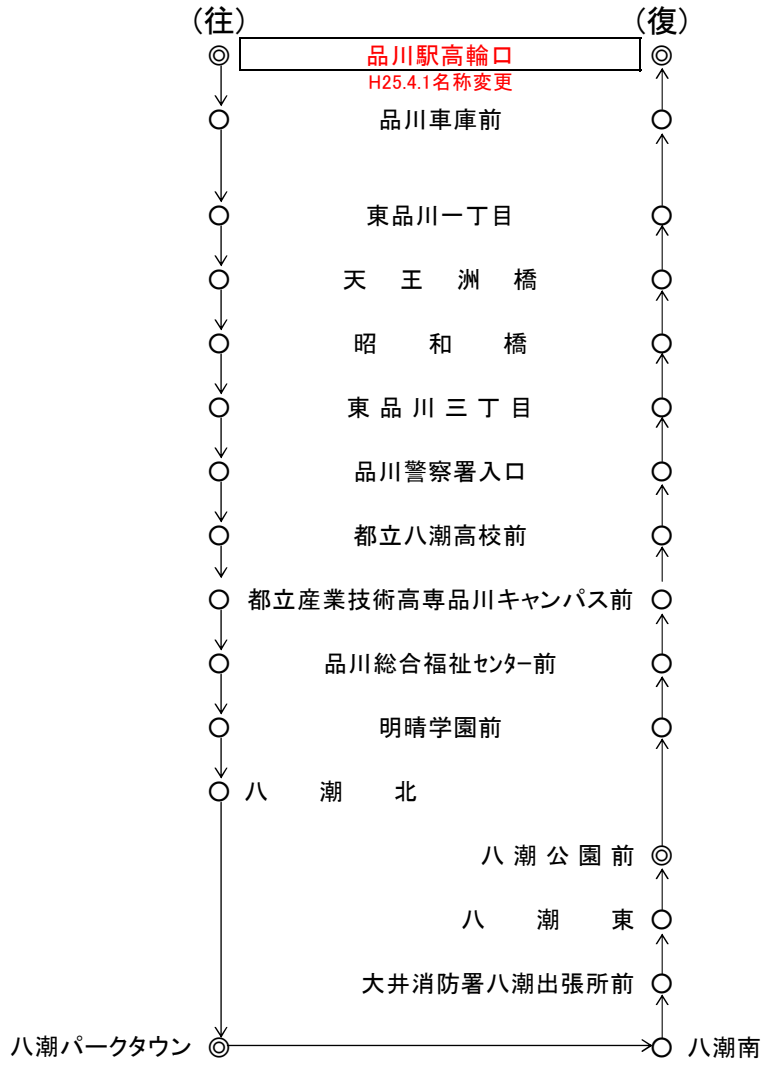 （往） （復）
品川駅高輪口
H25.4.1名称変更
品川車庫前
東品川一丁目
天王洲橋
昭和橋
東品川三丁目
品川警察署入口
都立八潮高校前
都立産業技術高専品川キャンパス前
品川総合福祉ｾﾝﾀｰ前
明晴学園前
八潮北
八潮公園前
八潮東
大井消防署八潮出張所前
八潮パークタウン 八潮南